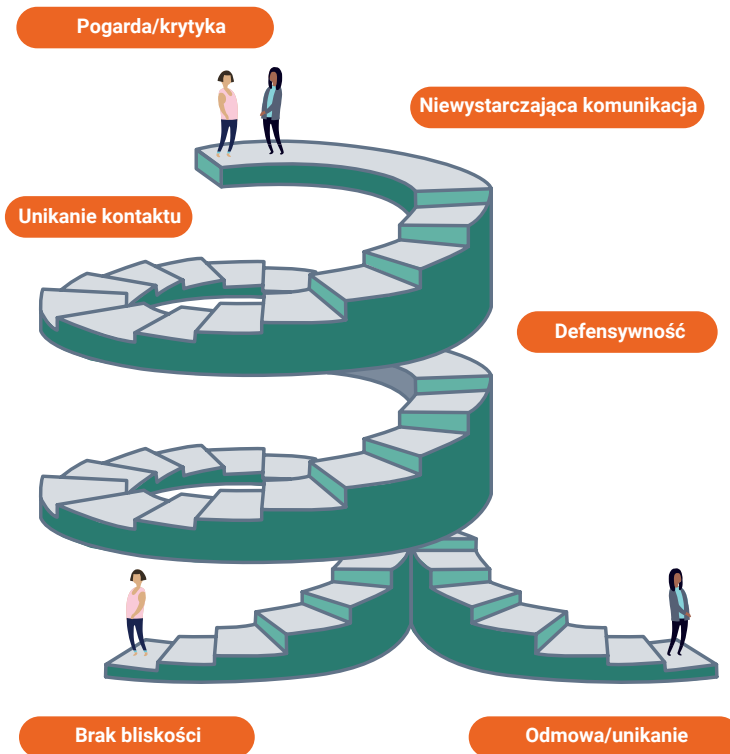 Pogarda/krytyka
Niewystarczająca komunikacja
Unikanie kontaktu
Defensywność
Brak bliskości
Odmowa/unikanie